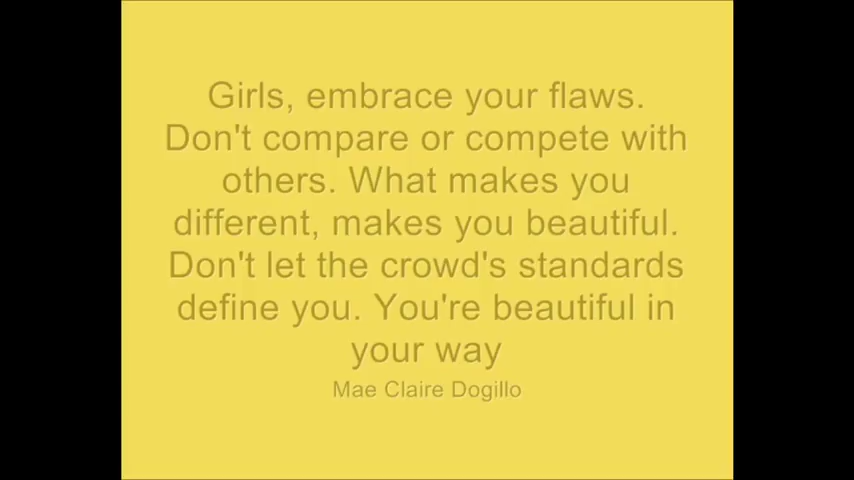 Girls, embrace your flaws.
Don't compare or compete with
others. What makes you
different, makes you beautiful.
Don't let the crowd's standards
define you. You're beautiful in
your way
Mae Claire Dogillo